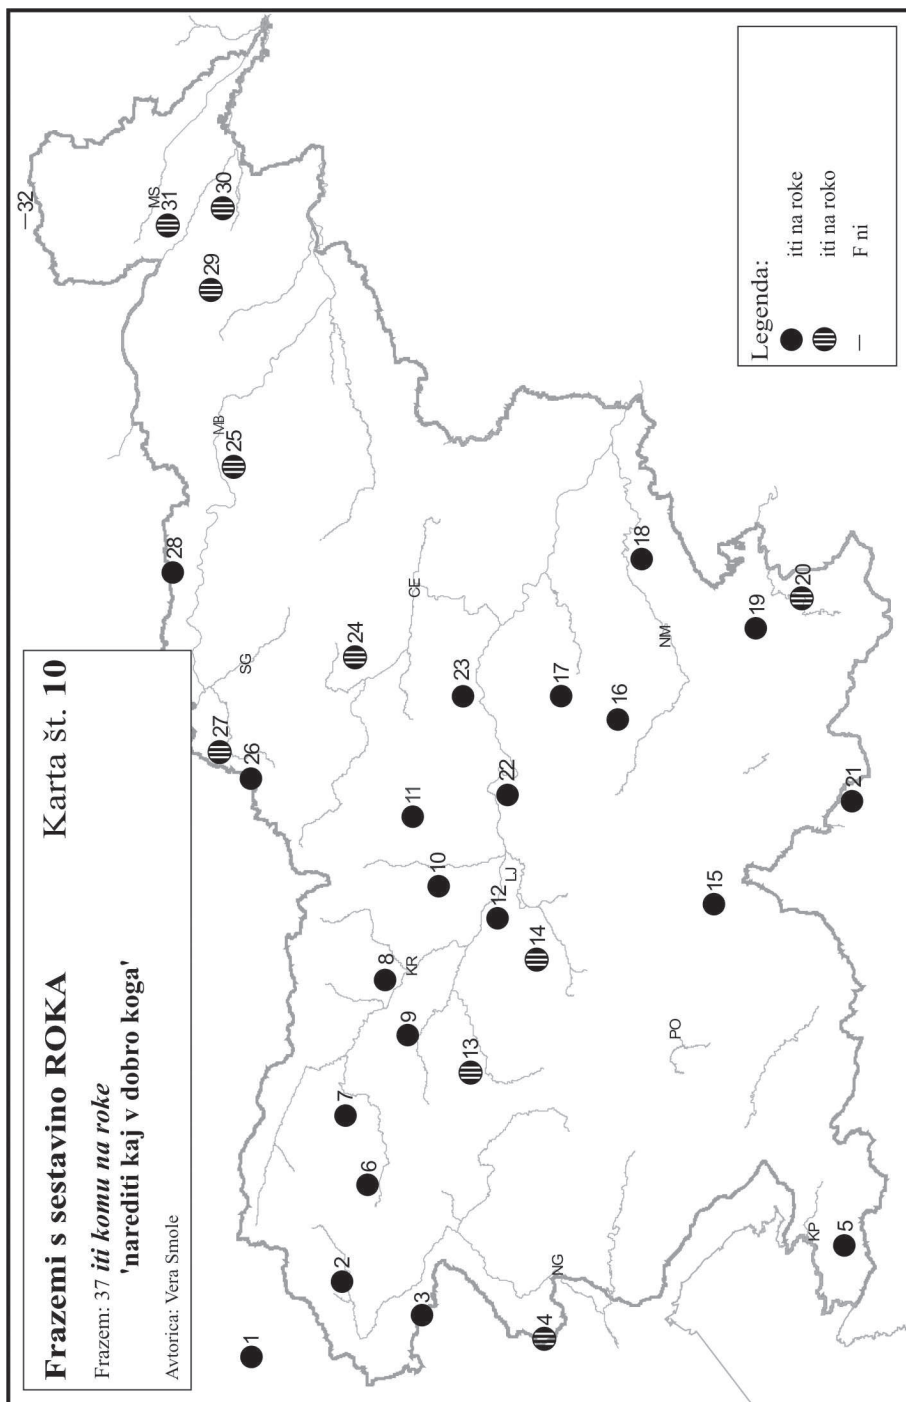 Frazemi s sestavino ROKA
Karta št. 10
Frazem: 37 iti komu na roke
'narediti kaj v dobro koga'
Avtorica: Vera Smole
Legenda:
iti na roke
iti na roko
– F ni
1
2
3
4
5
6
7
8
9
10
11
12
13
14
15
16
17
18
19
20
21
22
23
24
25
26
27
28
29
30
31
–32
MS
MB
SG
CE
NM
LJ
KR
PO
NG
KP